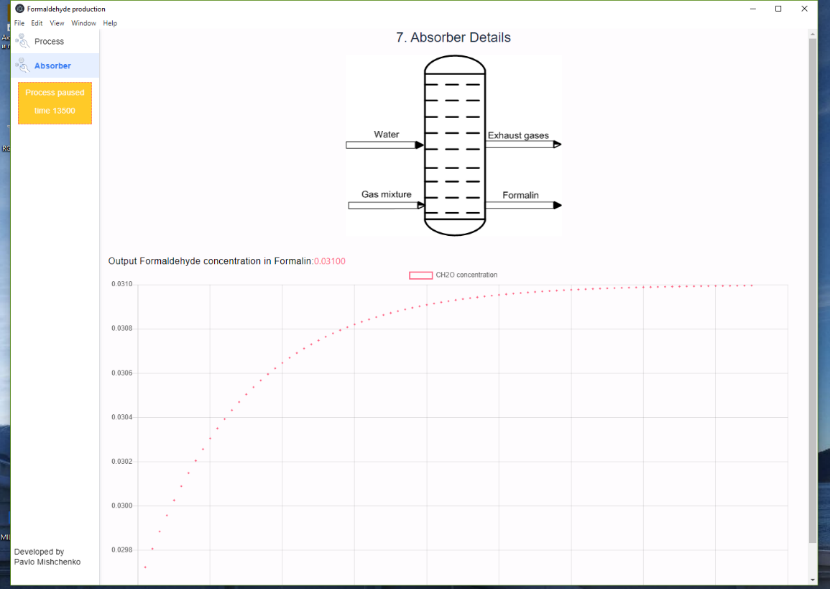 Formaldehyde production
File Edit View Window Help
Process
Absorber
Process paused
time 13500
7. Absorber Details
Water
Exhaust gases
Gas mixture
Formalin
Output Formaldehyde concentration in Formalin:0.03100
CH2O concentration
0.0310
0.0308
0.0306
0.0304
0.0302
0.0300
0.0298
Developed by
Pavlo Mishchenko